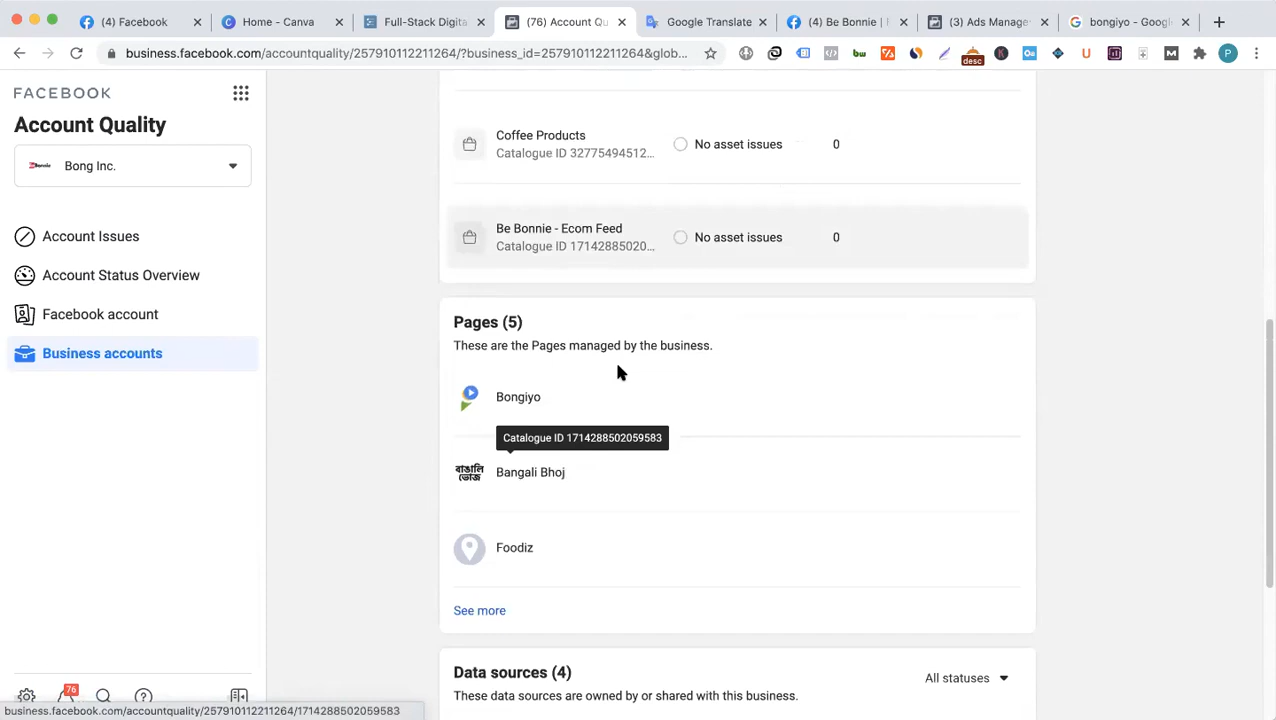 (4) Facebook
Home - Canva
Full-Stack Digita
(76) Account Qu
Google Translate
(4) Be Bonnie |
(3) Ads Manage
bongiyo - Googl
business.facebook.com/accountquality/257910112211264/?business_id=257910112211264&glob...
FACEBOOK
Account Quality
Bong Inc.
Account Issues
Account Status Overview
Facebook account
Business accounts
76
Coffee Products
Catalogue ID 32775494512...
No asset issues
0
Be Bonnie - Ecom Feed
Catalogue ID 17142885020...
No asset issues
0
Pages (5)
These are the Pages managed by the business.
Bongiyo
Catalogue ID 1714288502059583
বাঙালি
ভোজ
Bangali Bhoj
Foodiz
See more
Data sources (4)
All statuses
These data sources are owned by or shared with this business.
business.facebook.com/accountquality/257910112211264/1714288502059583